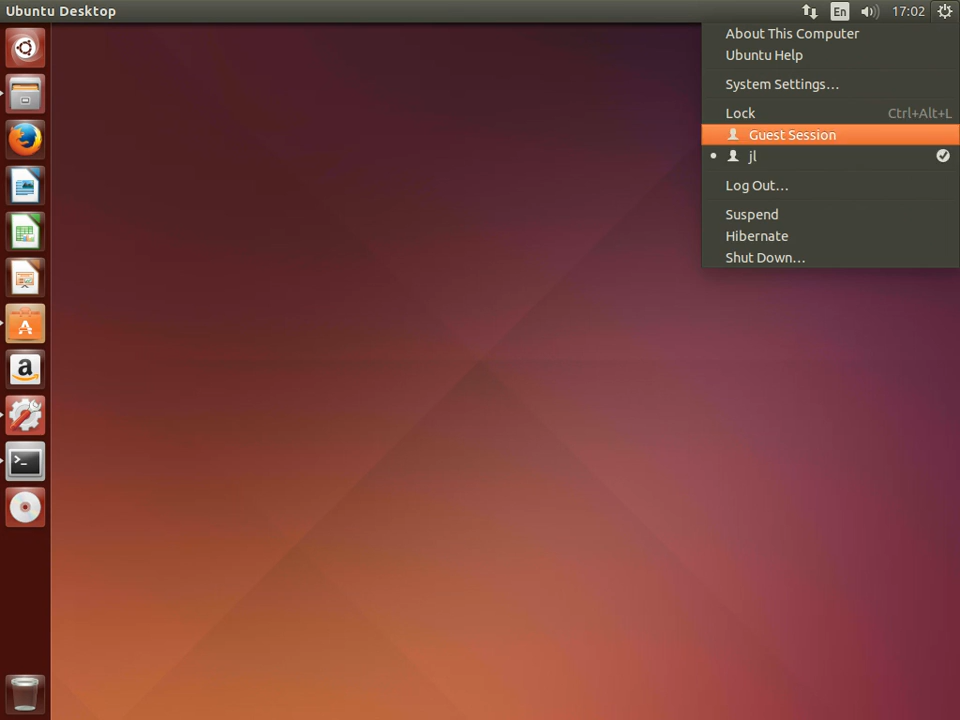 Ubuntu Desktop
En
17:02
About This Computer
Ubuntu Help
System Settings...
Lock Ctrl+Alt+L
Guest Session
jl
Log Out...
Suspend
Hibernate
Shut Down...
A
a
>_